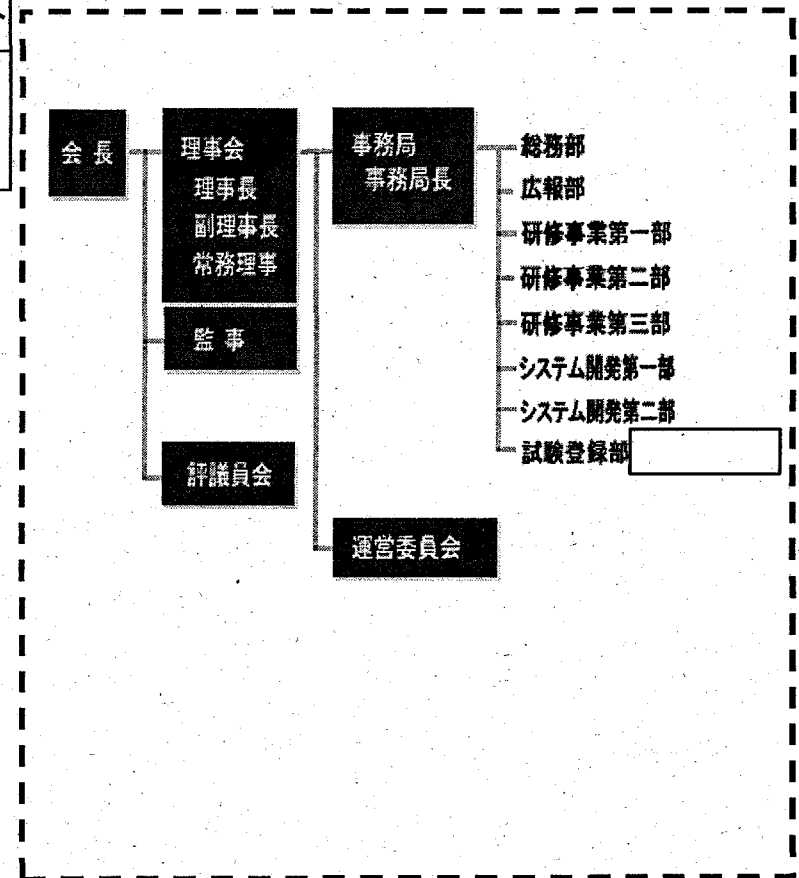 会 長
理事会
理事長
副理事長
常務理事
監 事
評議員会
事務局
事務局長
運営委員会
総務部
広報部
研修事業第一部
研修事業第二部
研修事業第三部
システム開発第一部
システム開発第二部
試験登録部